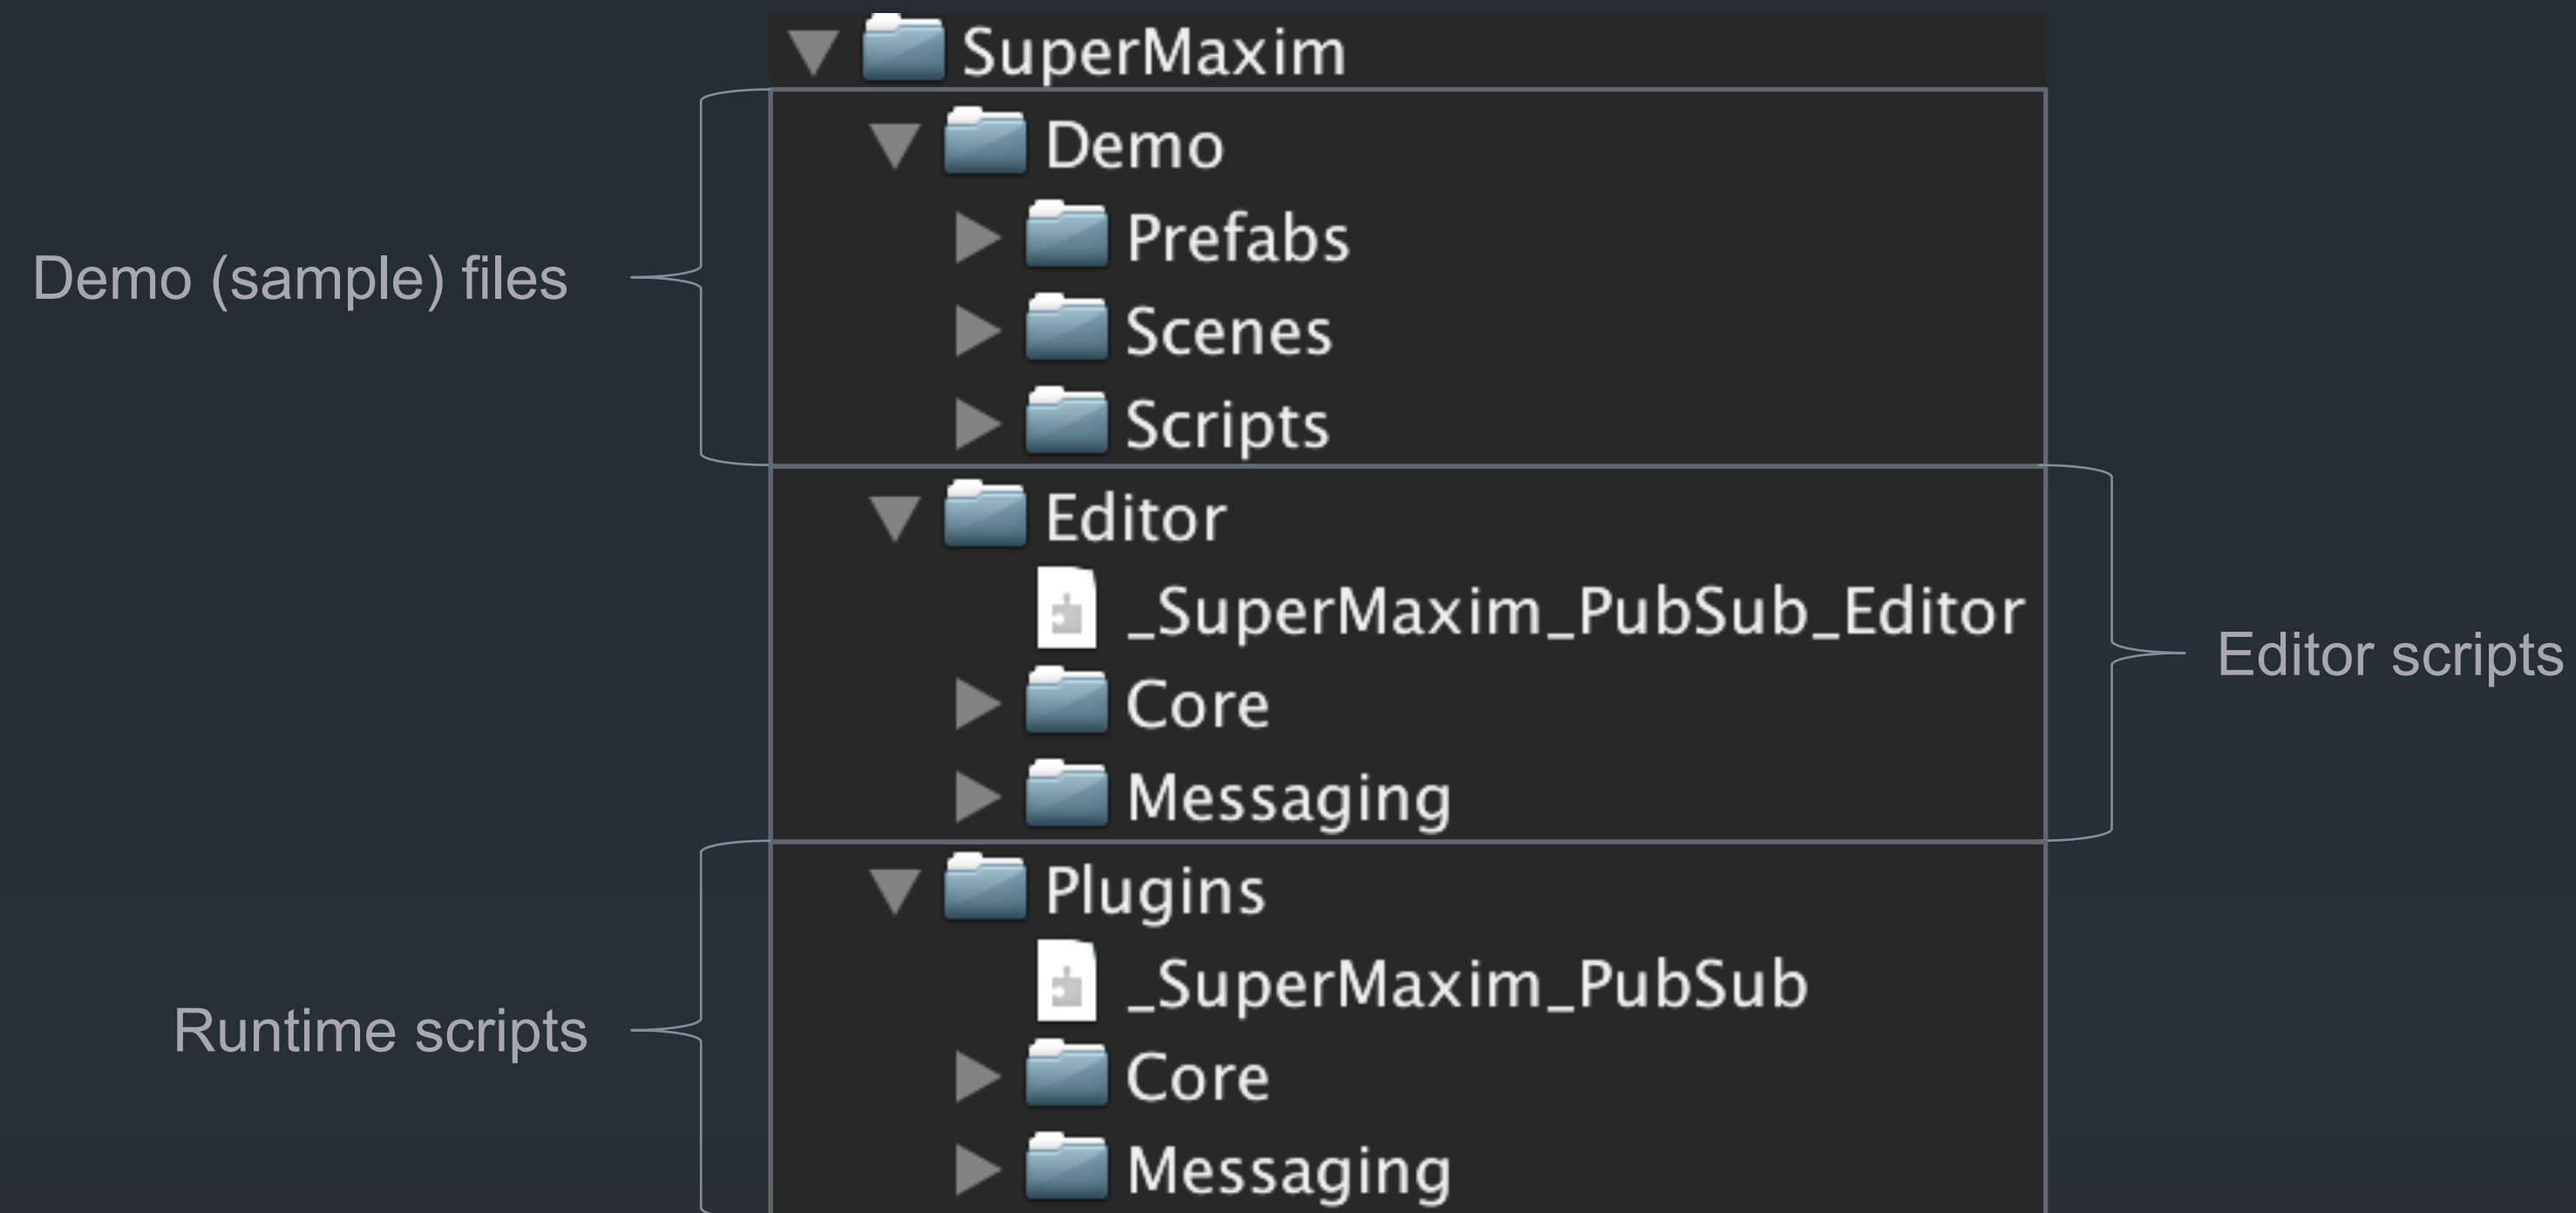 SuperMaxim
Demo
Prefabs
Demo (sample) files
Scenes
Scripts
Editor
_SuperMaxim_PubSub_Editor
Editor scripts
Core
Messaging
Plugins
_SuperMaxim_PubSub
Runtime scripts
Core
Messaging